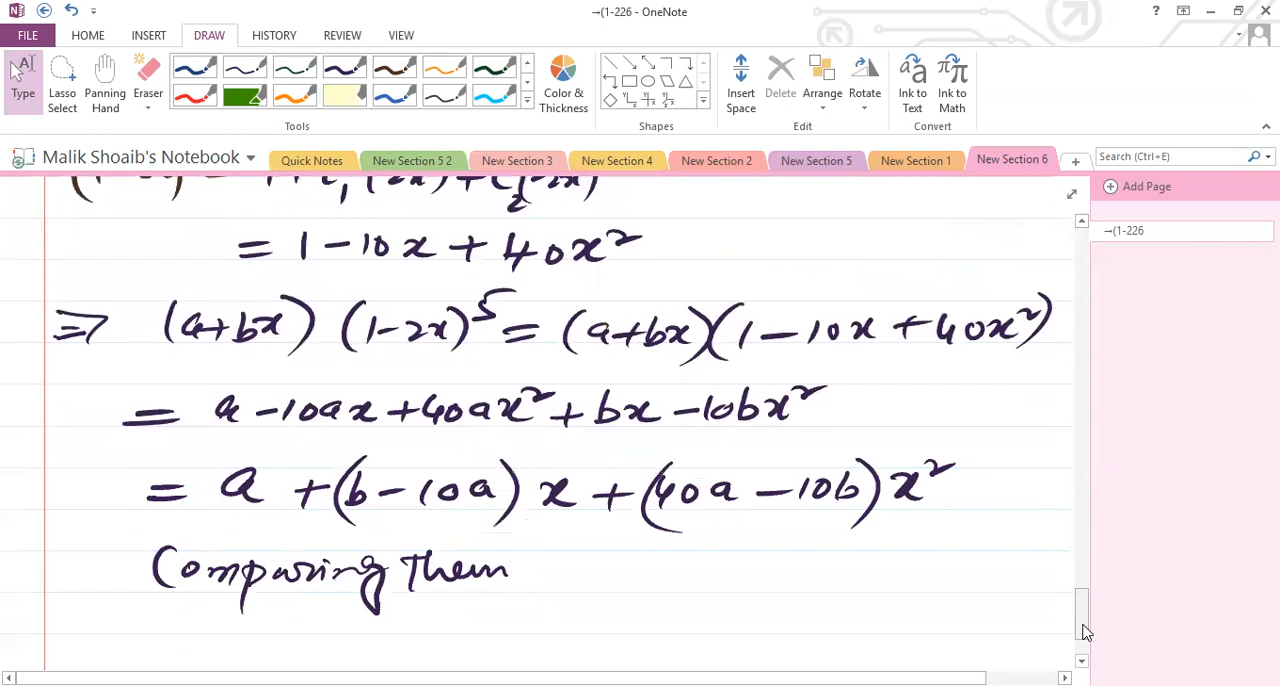 →(1-226 - OneNote
FILE HOME INSERT DRAW HISTORY REVIEW VIEW
Type Lasso Select Panning Hand Eraser Color & Thickness Insert Space Delete Arrange Rotate Ink to Text Ink to Math
Tools Shapes Edit Convert
Malik Shoaib's Notebook Quick Notes New Section 5 2 New Section 3 New Section 4 New Section 2 New Section 5 New Section 1 New Section 6 Search (Ctrl+E)
Add Page
→(1-226
= 1 - 10x + 40x²
⇒ (a+bx) (1-2x)⁵ = (a+bx)(1 - 10x + 40x²)
= a - 10ax + 40ax² + bx - 10bx²
= a + (b - 10a) x + (40a - 10b) x²
Comparing them